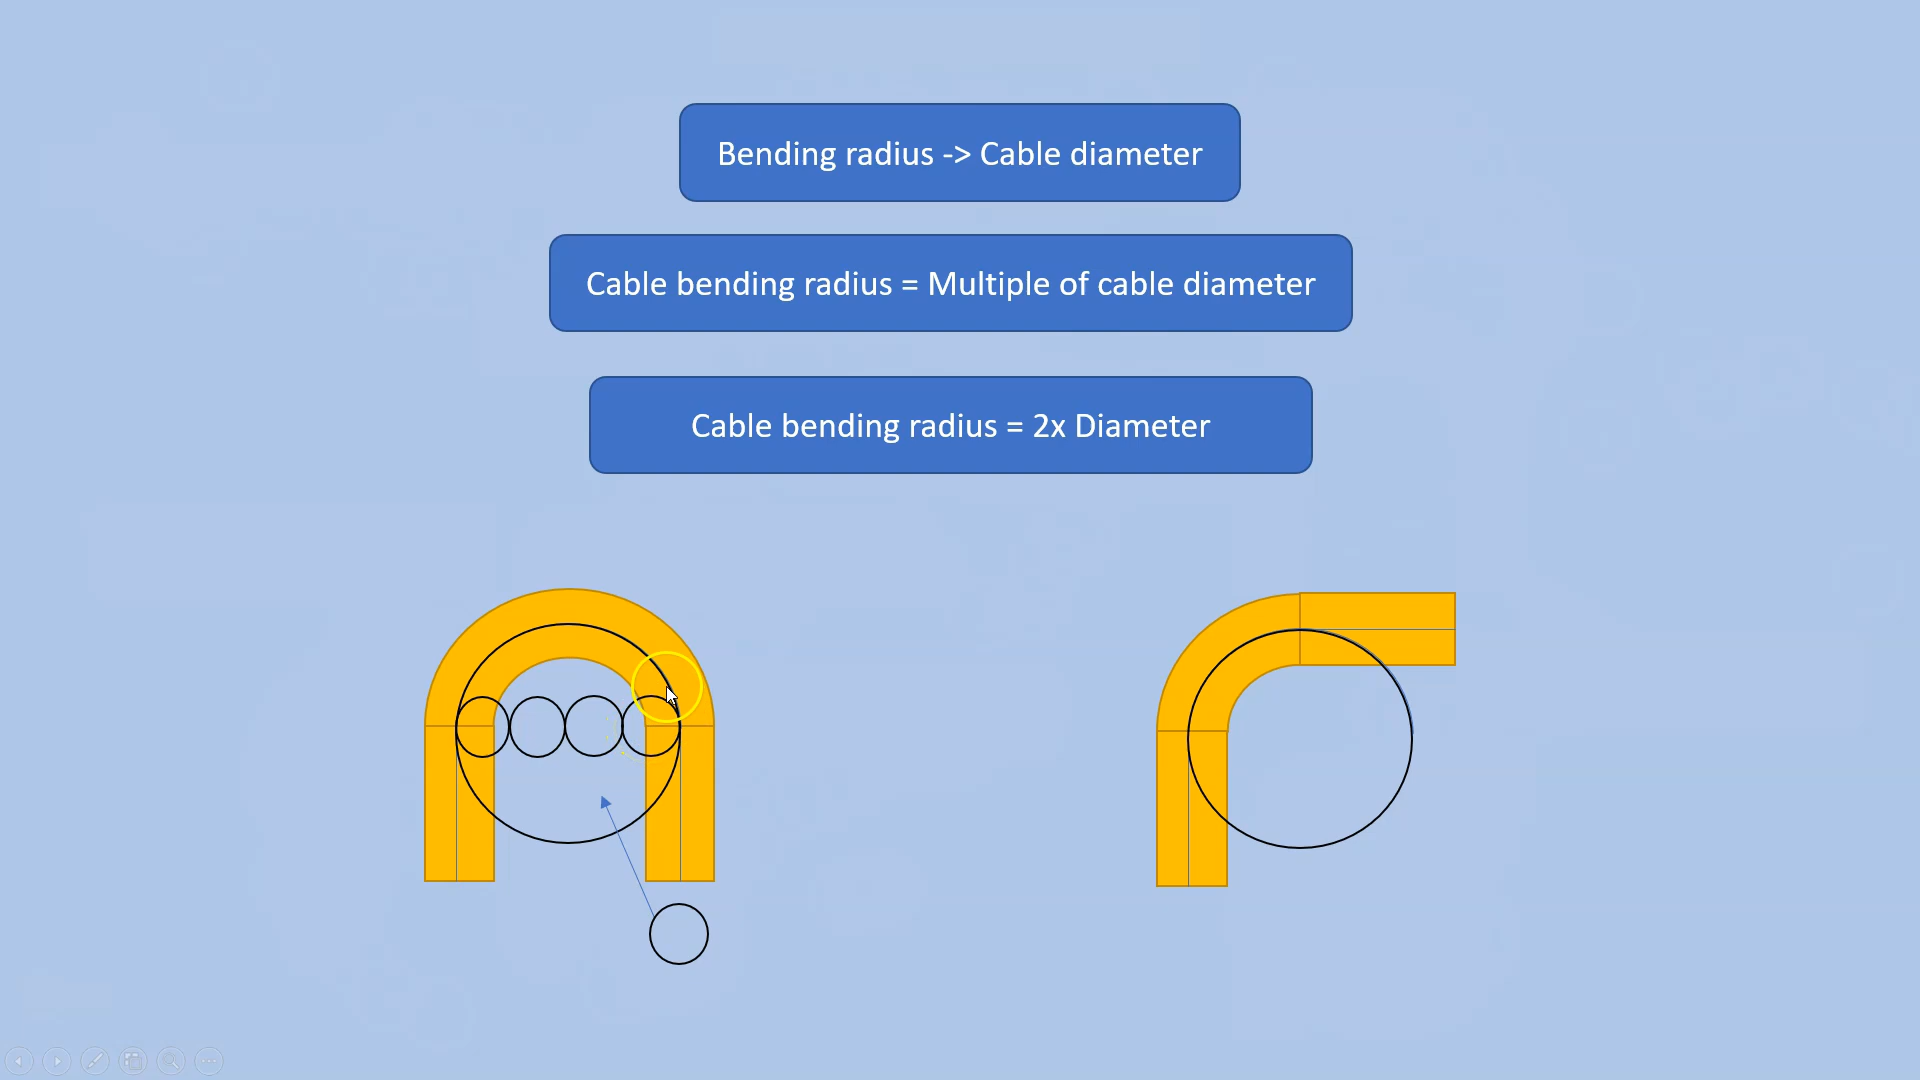 Bending radius -> Cable diameter
Cable bending radius = Multiple of cable diameter
Cable bending radius = 2x Diameter